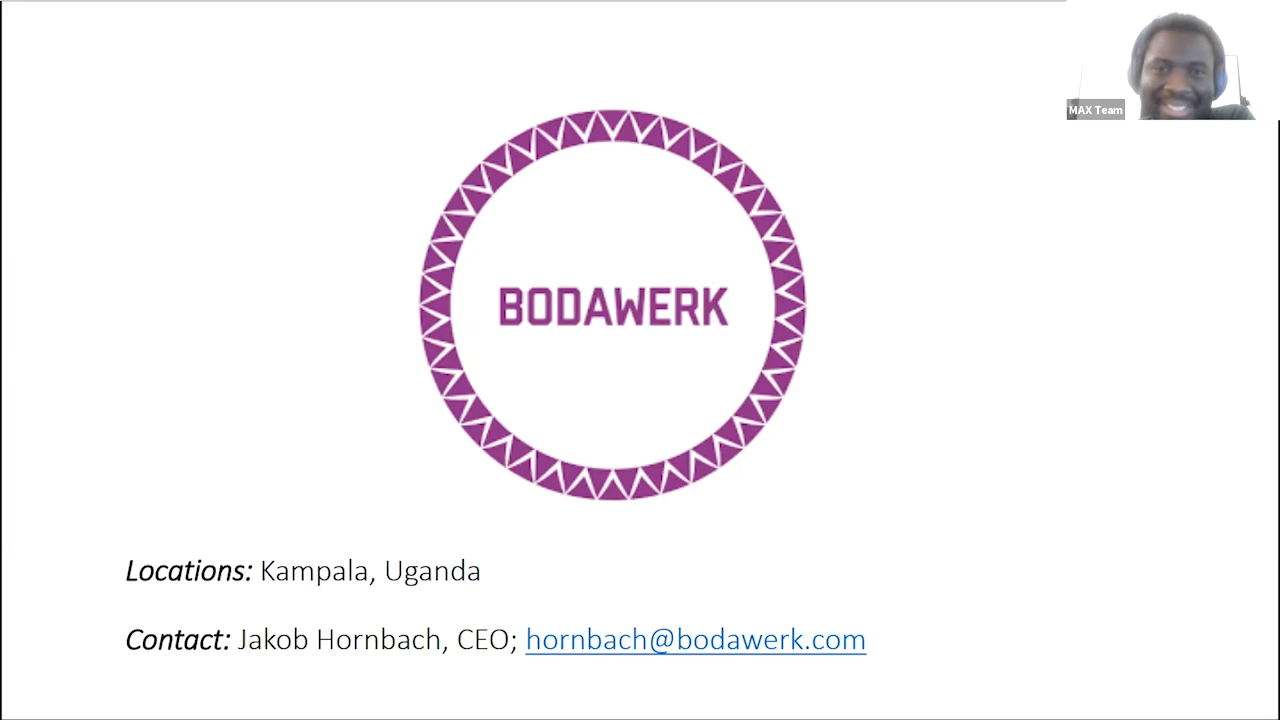 MAX Team
BODAWERK
Locations: Kampala, Uganda
Contact: Jakob Hornbach, CEO; hornbach@bodawerk.com